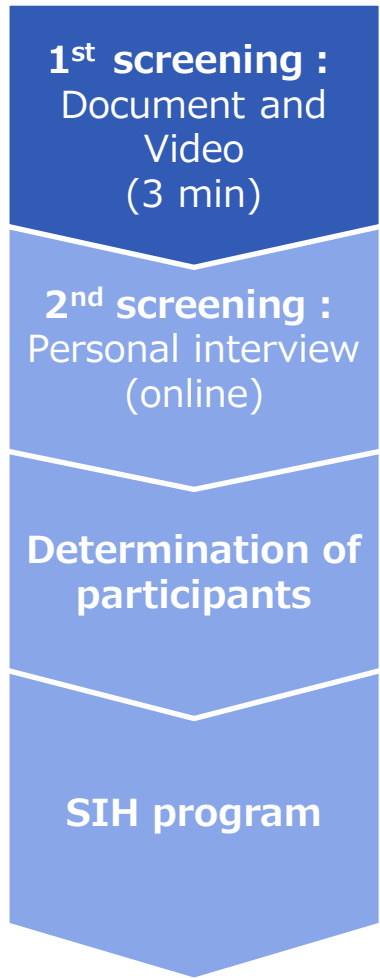 1st screening :
Document and
Video
(3 min)
2nd screening :
Personal interview
(online)
Determination of
participants
SIH program